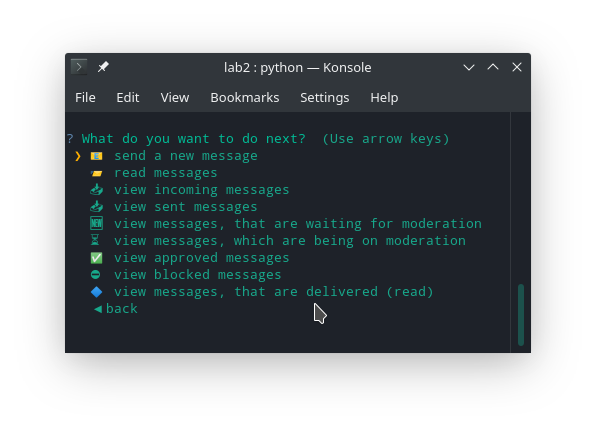 lab2 : python — Konsole
File Edit View Bookmarks Settings Help
? What do you want to do next? (Use arrow keys)
❯ 📧 send a new message
📨 read messages
📥 view incoming messages
📤 view sent messages
🆕 view messages, that are waiting for moderation
⏳ view messages, which are being on moderation
✅ view approved messages
⛔ view blocked messages
🔷 view messages, that are delivered (read)
◀ back